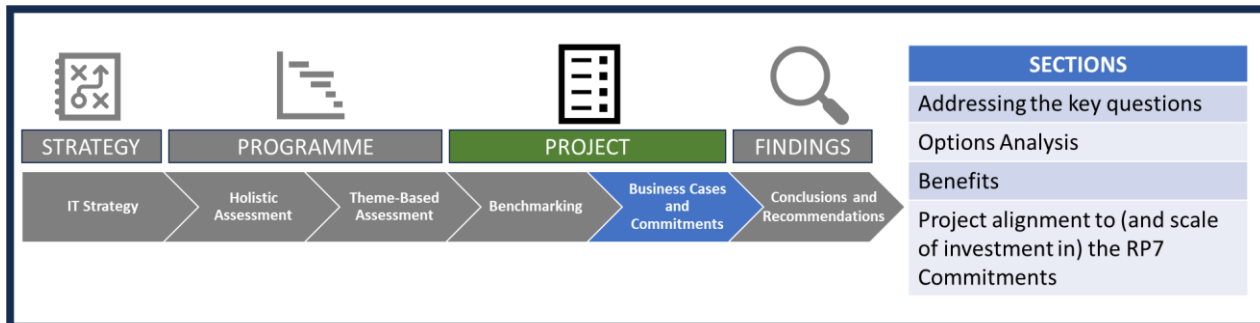 STRATEGY
PROGRAMME
PROJECT
FINDINGS
IT Strategy
Holistic
Assessment
Theme-Based
Assessment
Benchmarking
Business Cases
and
Commitments
Conclusions and
Recommendations
SECTIONS
Addressing the key questions
Options Analysis
Benefits
Project alignment to (and scale
of investment in) the RP7
Commitments